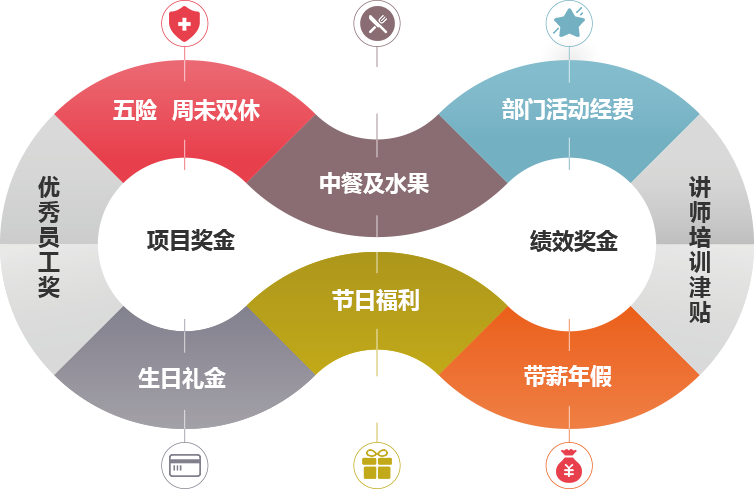 五险 周未双休
部门活动经费
中餐及水果
优秀员工奖
讲师培训津贴
项目奖金
绩效奖金
节日福利
生日礼金
带薪年假
¥